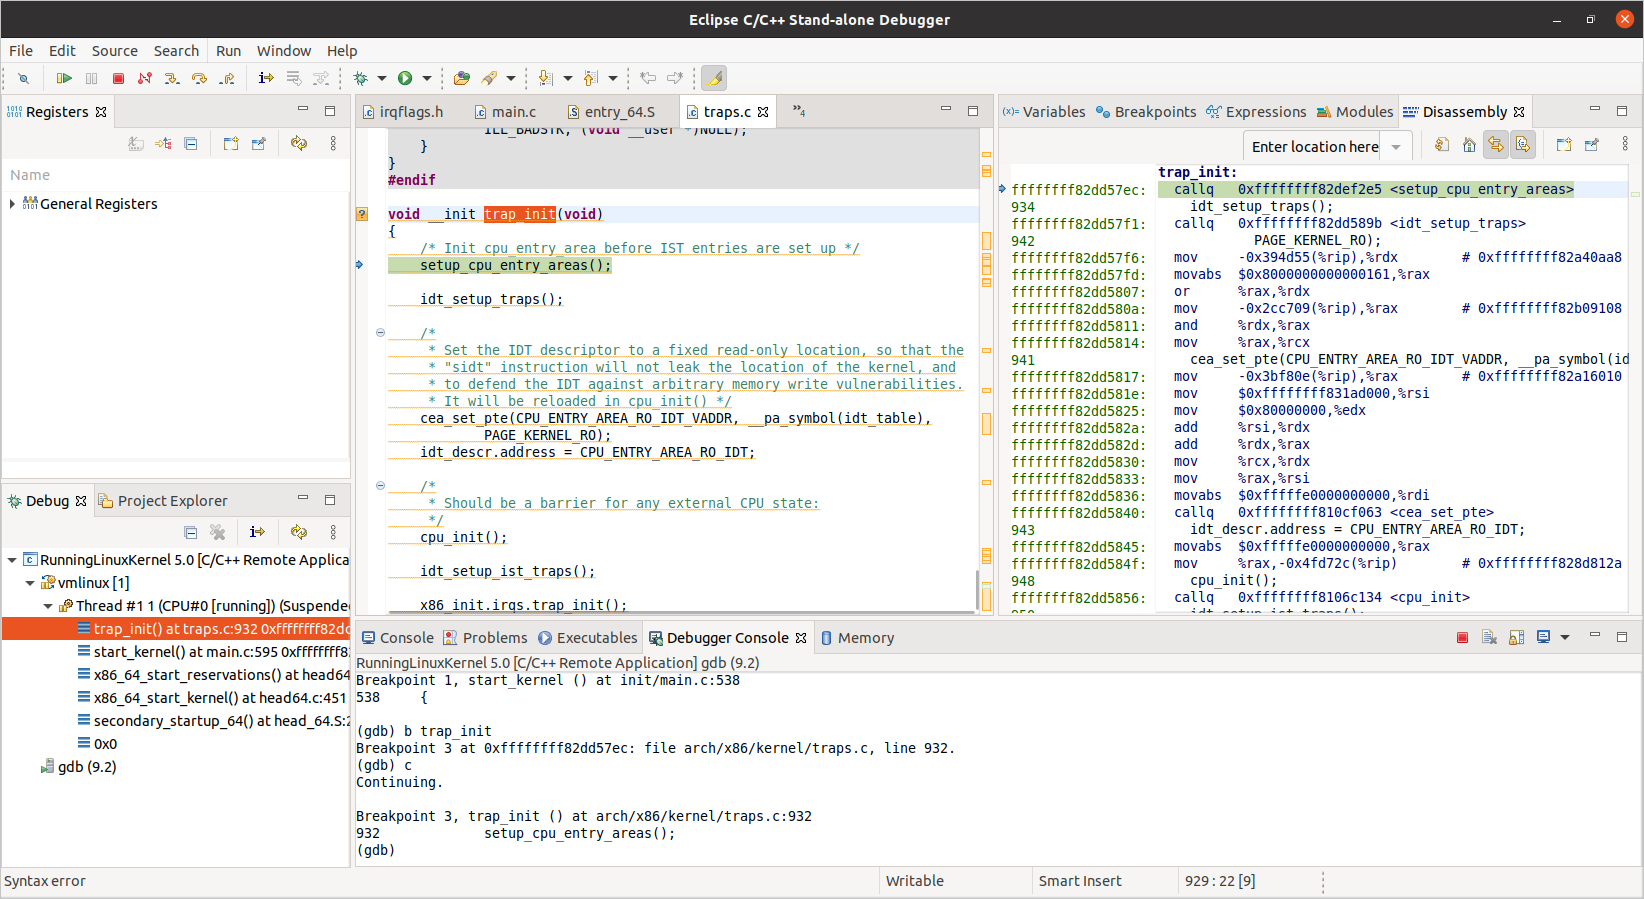 Eclipse C/C++ Stand-alone Debugger
File Edit Source Search Run Window Help
Registers
Name
General Registers
Debug Project Explorer
RunningLinuxKernel 5.0 [C/C++ Remote Applica
vmlinux [1]
Thread #1 1 (CPU#0 [running]) (Suspended
trap_init() at traps.c:932 0xffffffff82dd
start_kernel() at main.c:595 0xffffffff82
x86_64_start_reservations() at head64
x86_64_start_kernel() at head64.c:451
secondary_startup_64() at head_64.S:2
0x0
gdb (9.2)
irqflags.h main.c entry_64.S traps.c »4
ILL_BADSTK, (void __user *)NULL);
}
}
#endif
void __init trap_init(void)
{
/* Init cpu_entry_area before IST entries are set up */
setup_cpu_entry_areas();
idt_setup_traps();
/*
* Set the IDT descriptor to a fixed read-only location, so that the
* "sidt" instruction will not leak the location of the kernel, and
* to defend the IDT against arbitrary memory write vulnerabilities.
* It will be reloaded in cpu_init() */
cea_set_pte(CPU_ENTRY_AREA_RO_IDT_VADDR, __pa_symbol(idt_table),
PAGE_KERNEL_RO);
idt_descr.address = CPU_ENTRY_AREA_RO_IDT;
/*
* Should be a barrier for any external CPU state:
*/
cpu_init();
idt_setup_ist_traps();
x86_init.irqs.trap_init();
(x)= Variables Breakpoints Expressions Modules Disassembly
Enter location here
trap_init:
ffffffff82dd57ec: callq 0xffffffff82def2e5 <setup_cpu_entry_areas>
934 idt_setup_traps();
ffffffff82dd57f1: callq 0xffffffff82dd589b <idt_setup_traps>
942 PAGE_KERNEL_RO);
ffffffff82dd57f6: mov -0x394d55(%rip),%rdx # 0xffffffff82a40aa8
ffffffff82dd57fd: movabs $0x8000000000000161,%rax
ffffffff82dd5807: or %rax,%rdx
ffffffff82dd580a: mov -0x2cc709(%rip),%rax # 0xffffffff82b09108
ffffffff82dd5811: and %rdx,%rax
ffffffff82dd5814: mov %rax,%rcx
941 cea_set_pte(CPU_ENTRY_AREA_RO_IDT_VADDR, __pa_symbol(id
ffffffff82dd5817: mov -0x3bf80e(%rip),%rax # 0xffffffff82a16010
ffffffff82dd581e: mov $0xffffffff831ad000,%rsi
ffffffff82dd5825: mov $0x80000000,%edx
ffffffff82dd582a: add %rsi,%rdx
ffffffff82dd582d: add %rdx,%rax
ffffffff82dd5830: mov %rcx,%rdx
ffffffff82dd5833: mov %rax,%rsi
ffffffff82dd5836: movabs $0xfffffe0000000000,%rdi
ffffffff82dd5840: callq 0xffffffff810cf063 <cea_set_pte>
943 idt_descr.address = CPU_ENTRY_AREA_RO_IDT;
ffffffff82dd5845: movabs $0xfffffe0000000000,%rax
ffffffff82dd584f: mov %rax,-0x4fd72c(%rip) # 0xffffffff828d812a
948 cpu_init();
ffffffff82dd5856: callq 0xffffffff8106c134 <cpu_init>
950 idt_setup_ist_traps();
Console Problems Executables Debugger Console Memory
RunningLinuxKernel 5.0 [C/C++ Remote Application] gdb (9.2)
Breakpoint 1, start_kernel () at init/main.c:538
538 {
(gdb) b trap_init
Breakpoint 3 at 0xffffffff82dd57ec: file arch/x86/kernel/traps.c, line 932.
(gdb) c
Continuing.
Breakpoint 3, trap_init () at arch/x86/kernel/traps.c:932
932 setup_cpu_entry_areas();
(gdb)
Syntax error Writable Smart Insert 929 : 22 [9]